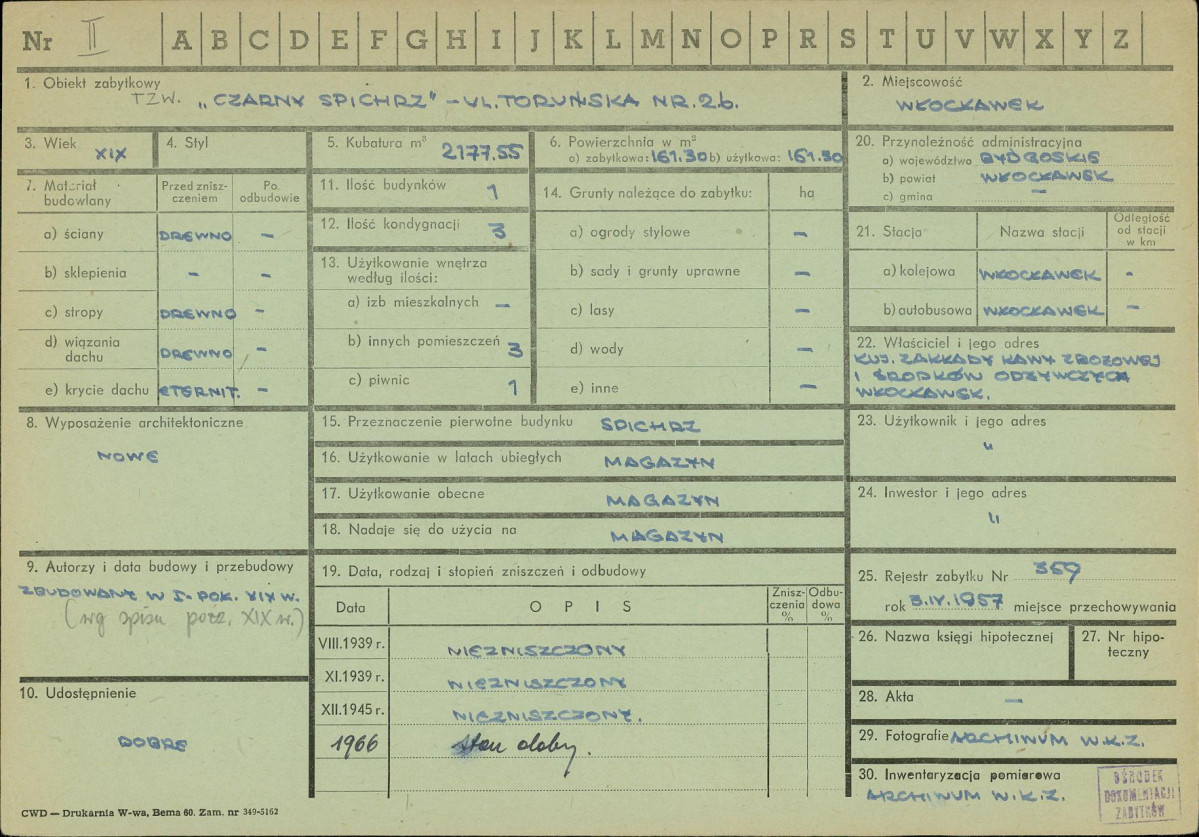 Nr II A B C D E F G H I J K L M N O P R S T U V W X Y Z
1. Obiekt zabytkowy
TZW. „CZARNY SPICHRZ" - UL. TORUŃSKA NR. 2b.
2. Miejscowość
WŁOCŁAWEK
3. Wiek XIX
4. Styl
5. Kubatura m³ 2177.55
6. Powierzchnia w m²
a) zabytkowa: 161.30 b) użytkowa: 161.30
20. Przynależność administracyjna
a) województwo BYDGOSKIE
b) powiat WŁOCŁAWEK
c) gmina —
7. Materiał budowlany
Przed znisz-
czeniem
Po
odbudowie
a) ściany DREWNO -
b) sklepienia - -
c) stropy DREWNO -
d) wiązania
dachu DREWNO -
e) krycie dachu ETERNIT. -
11. Ilość budynków 1
12. Ilość kondygnacji 3
13. Użytkowanie wnętrza
według ilości:
a) izb mieszkalnych —
b) innych pomieszczeń 3
c) piwnic 1
14. Grunty należące do zabytku: ha
a) ogrody stylowe —
b) sady i grunty uprawne —
c) lasy —
d) wody —
e) inne —
21. Stacja Nazwa stacji
Odległość
od stacji
w km
a) kolejowa WŁOCŁAWEK -
b) autobusowa WŁOCŁAWEK -
22. Właściciel i jego adres
KUJ. ZAKŁADY KAWY ZBOŻOWEJ
I ŚRODKÓW ODŻYWCZYCH
WŁOCŁAWEK.
8. Wyposażenie architektoniczne
NOWE
15. Przeznaczenie pierwotne budynku SPICHRZ
16. Użytkowanie w latach ubiegłych MAGAZYN
17. Użytkowanie obecne MAGAZYN
18. Nadaje się do użycia na MAGAZYN
23. Użytkownik i jego adres
"
24. Inwestor i jego adres
"
9. Autorzy i data budowy i przebudowy
ZBUDOWANY W I-POŁ. XIX W.
(wg spisu pocz. XIX w.)
19. Data, rodzaj i stopień zniszczeń i odbudowy
Data
OPIS
Znisz-
czenia
%
Odbu-
dowa
%
VIII.1939 r. NIEZNISZCZONY
XI.1939 r. NIEZNISZCZONY
XII.1945 r. NIEZNISZCZONY.
1966 stan dobry.
25. Rejestr zabytku Nr 359
rok 3.IV.1957 miejsce przechowywania
26. Nazwa księgi hipotecznej
27. Nr hipo-
teczny
10. Udostępnienie
DOBRE
28. Akta —
29. Fotografie ARCHIWUM W.K.Z.
30. Inwentaryzacja pomiarowa
ARCHIWUM W.K.Z.
OŚRODEK
DOKUMENTACJI
ZABYTKÓW
CWD — Drukarnia W-wa, Bema 60. Zam. nr 349-5162